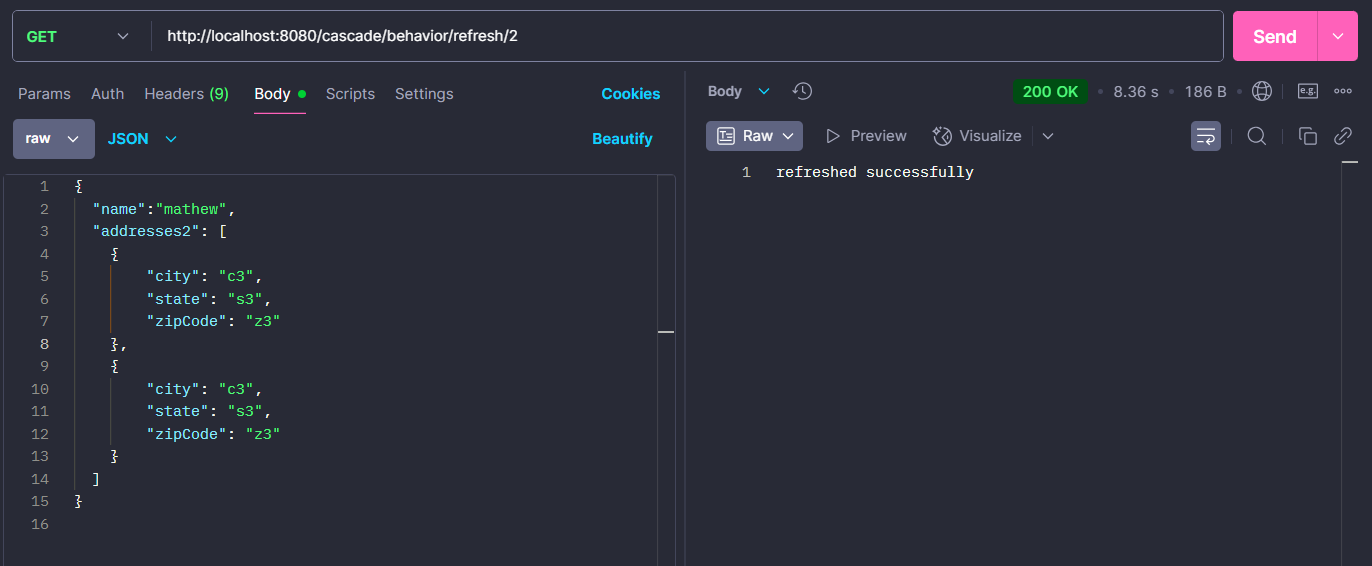 GET http://localhost:8080/cascade/behavior/refresh/2 Send
Params Auth Headers (9) Body Scripts Settings Cookies
raw JSON Beautify
1 {
2 "name":"mathew",
3 "addresses2": [
4 {
5 "city": "c3",
6 "state": "s3",
7 "zipCode": "z3"
8 },
9 {
10 "city": "c3",
11 "state": "s3",
12 "zipCode": "z3"
13 }
14 ]
15 }
16
Body 200 OK • 8.36 s • 186 B • e.g.
Raw Preview Visualize
1 refreshed successfully